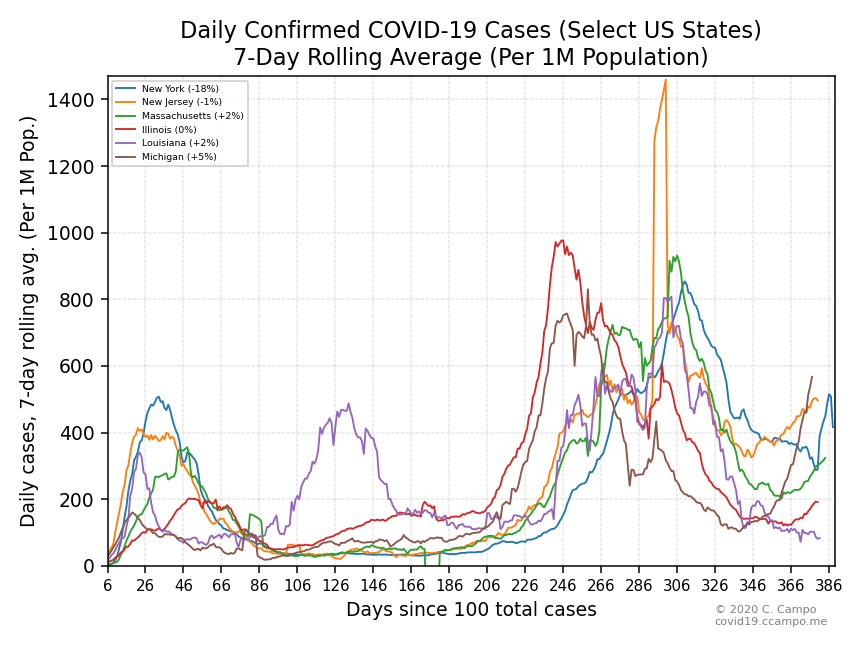 Daily Confirmed COVID-19 Cases (Select US States)
7-Day Rolling Average (Per 1M Population)
New York (-18%)
New Jersey (-1%)
Massachusetts (+2%)
Illinois (0%)
Louisiana (+2%)
Michigan (+5%)
Daily cases, 7-day rolling avg. (Per 1M Pop.)
1400
1200
1000
800
600
400
200
0
6 26 46 66 86 106 126 146 166 186 206 226 246 266 286 306 326 346 366 386
Days since 100 total cases
© 2020 C. Campo
covid19.ccampo.me